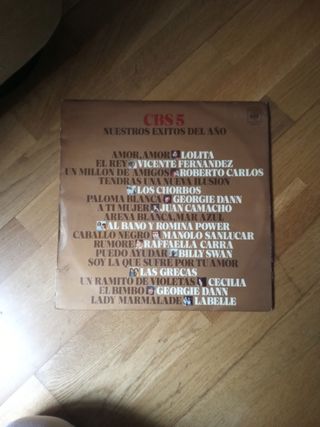 CBS 5
NUESTROS EXITOS DEL AÑO
AMOR, AMOR LOLITA
EL REY VICENTE FERNANDEZ
UN MILLON DE AMIGOS ROBERTO CARLOS
TENDRAS UNA NUEVA ILUSION
LOS CHORBOS
PALOMA BLANCA GEORGIE DANN
A TI MUJER JUAN CAMACHO
ARENA BLANCA, MAR AZUL
AL BANO Y ROMINA POWER
CABALLO NEGRO MANOLO SANLUCAR
RUMORE RAFFAELLA CARRA
PUEDO AYUDAR BILLY SWAN
SOY LA QUE SUFRE POR TU AMOR
LAS GRECAS
UN RAMITO DE VIOLETAS CECILIA
EL BIMBO GEORGIE DANN
LADY MARMALADE LABELLE